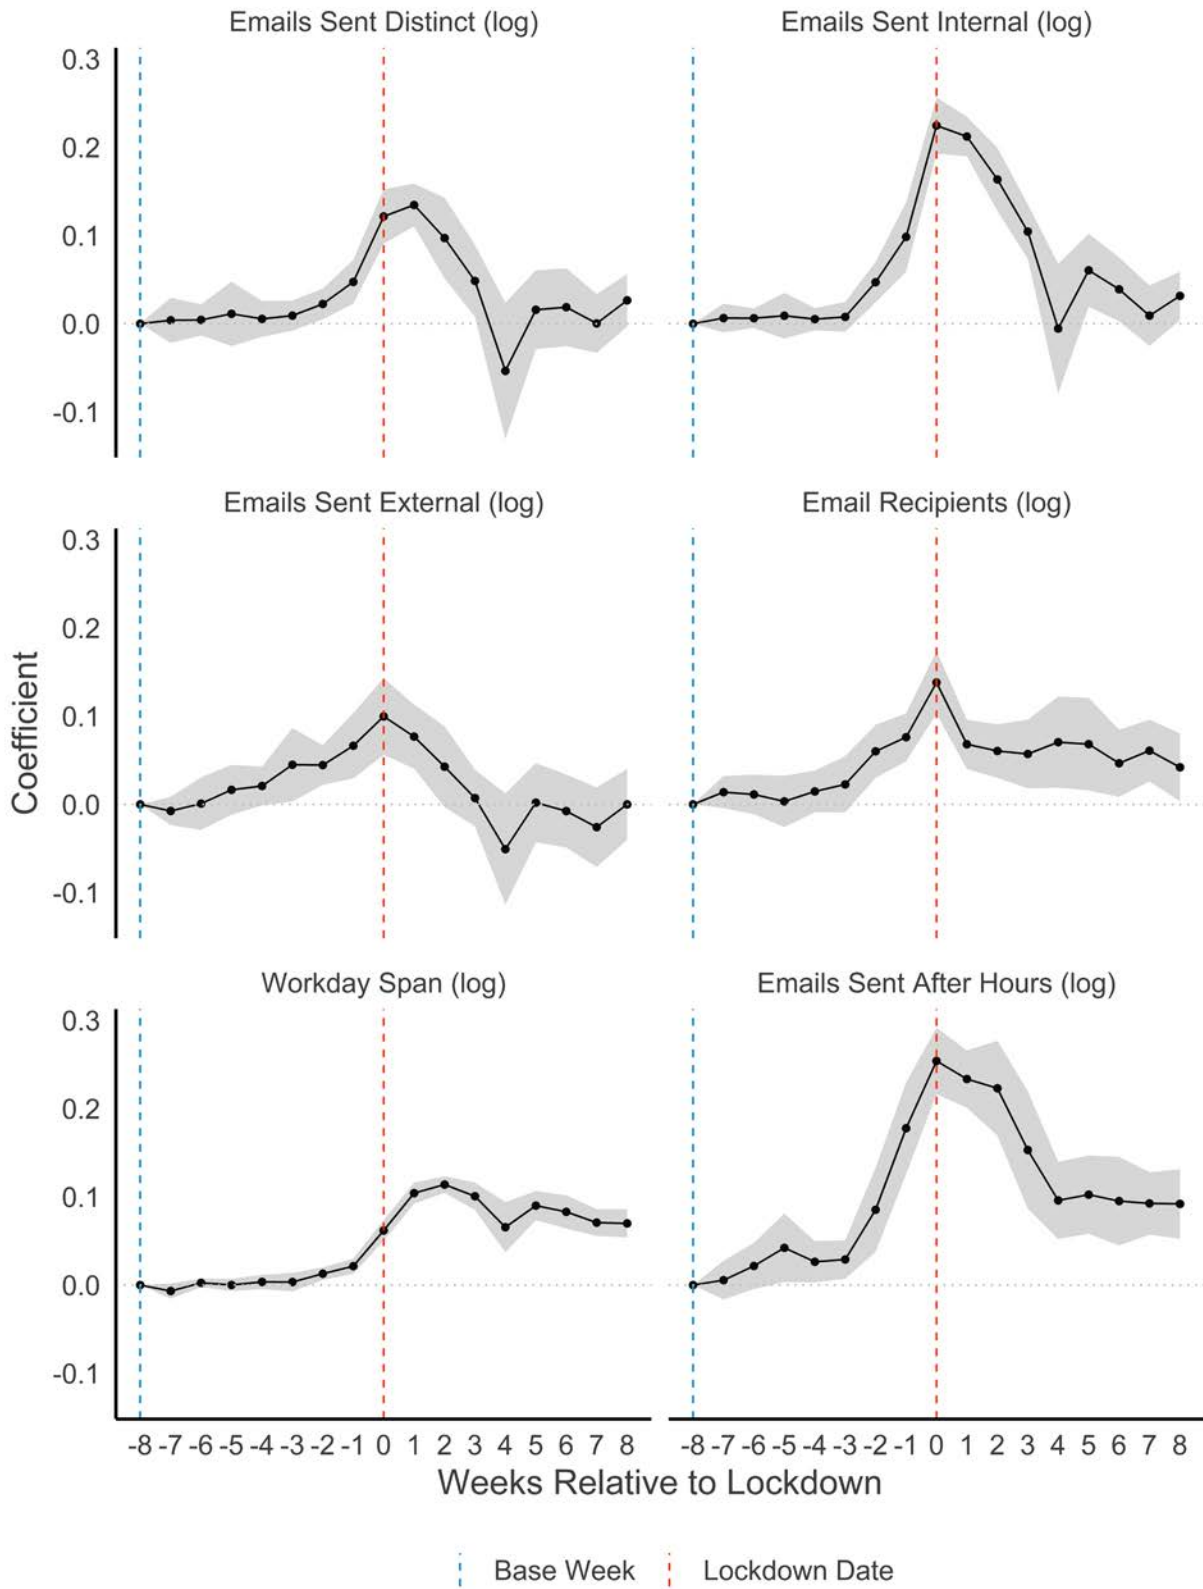 Emails Sent Distinct (log) Emails Sent Internal (log)
0.3
0.2
0.1
0.0
-0.1
Emails Sent External (log) Email Recipients (log)
0.3
0.2
0.1
0.0
-0.1
Coefficient
Workday Span (log) Emails Sent After Hours (log)
0.3
0.2
0.1
0.0
-0.1
-8 -7 -6 -5 -4 -3 -2 -1 0 1 2 3 4 5 6 7 8 -8 -7 -6 -5 -4 -3 -2 -1 0 1 2 3 4 5 6 7 8
Weeks Relative to Lockdown
Base Week Lockdown Date